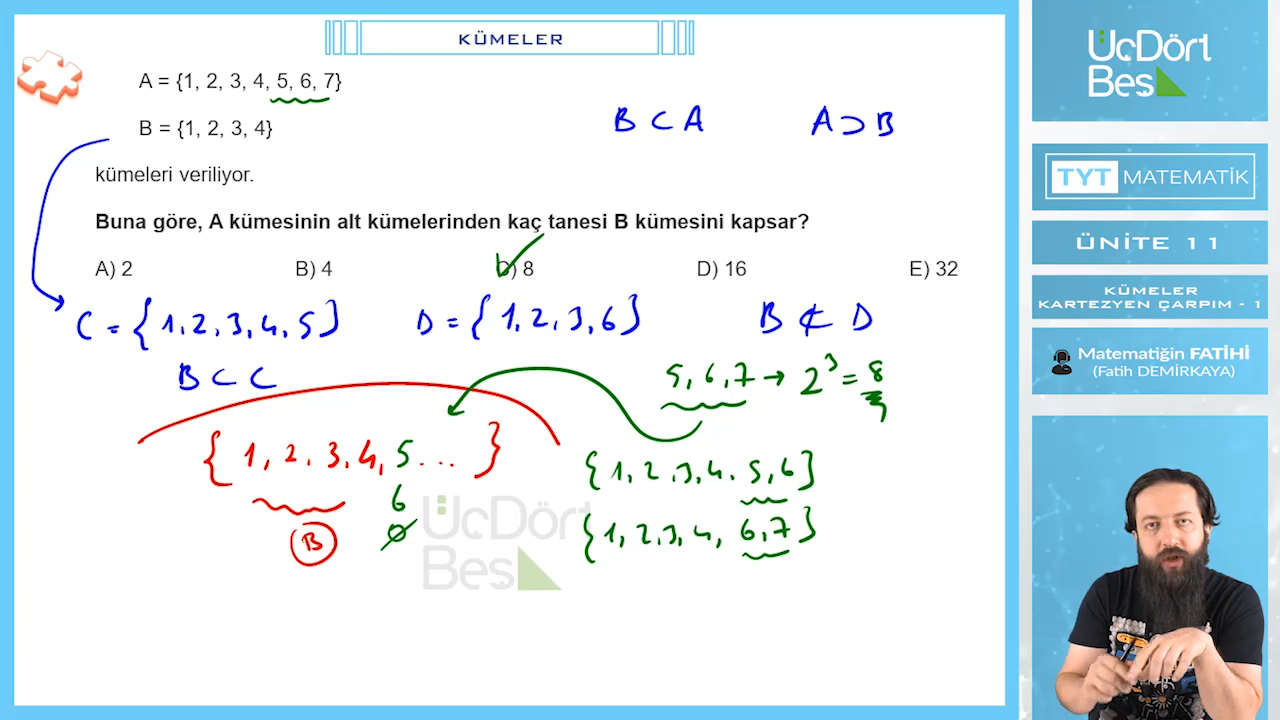 KÜMELER
A = {1, 2, 3, 4, 5, 6, 7}
B = {1, 2, 3, 4}
B ⊂ A
A ⊃ B
kümeleri veriliyor.
Buna göre, A kümesinin alt kümelerinden kaç tanesi B kümesini kapsar?
A) 2
B) 4
C) 8
D) 16
E) 32
C = {1, 2, 3, 4, 5}
D = {1, 2, 3, 6}
B ⊄ D
B ⊂ C
5, 6, 7 → 2³ = 8
{1, 2, 3, 4, 5 ... }
6
∅
B
{1, 2, 3, 4, 5, 6}
{1, 2, 3, 4, 6, 7}
ÜçDört
Beş
ÜçDört
Beş
TYT MATEMATİK
ÜNİTE 11
KÜMELER
KARTEZYEN ÇARPIM - 1
Matematiğin FATİHİ
(Fatih DEMİRKAYA)